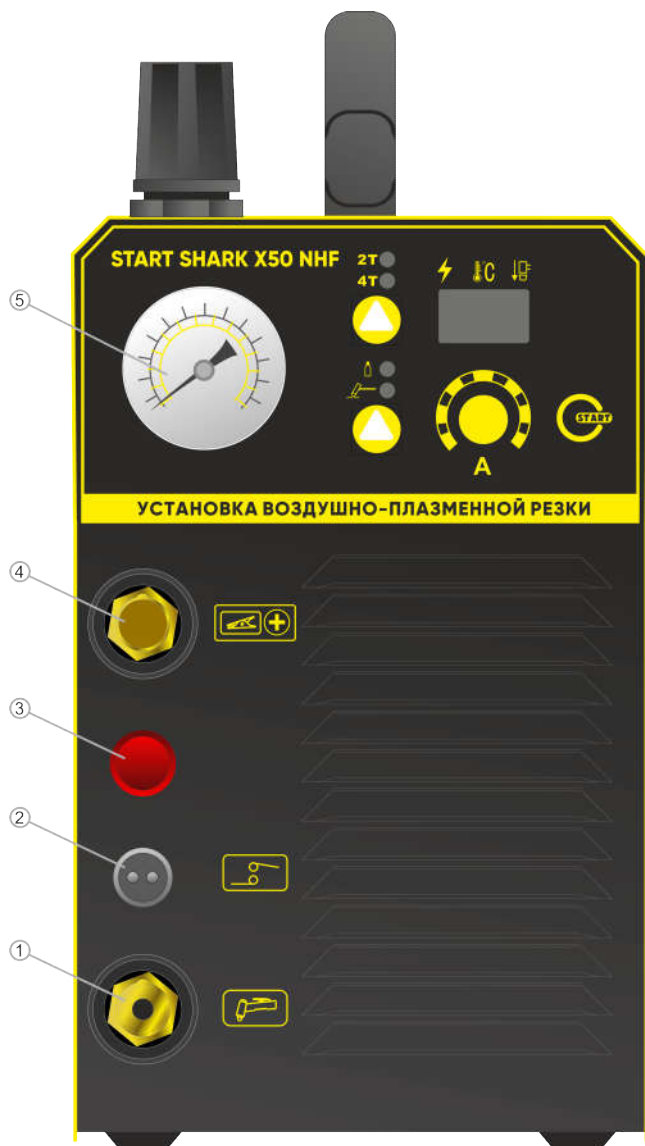 START SHARK X50 NHF
2T
4T
°C
START
A
УСТАНОВКА ВОЗДУШНО-ПЛАЗМЕННОЙ РЕЗКИ
5
4
3
2
1